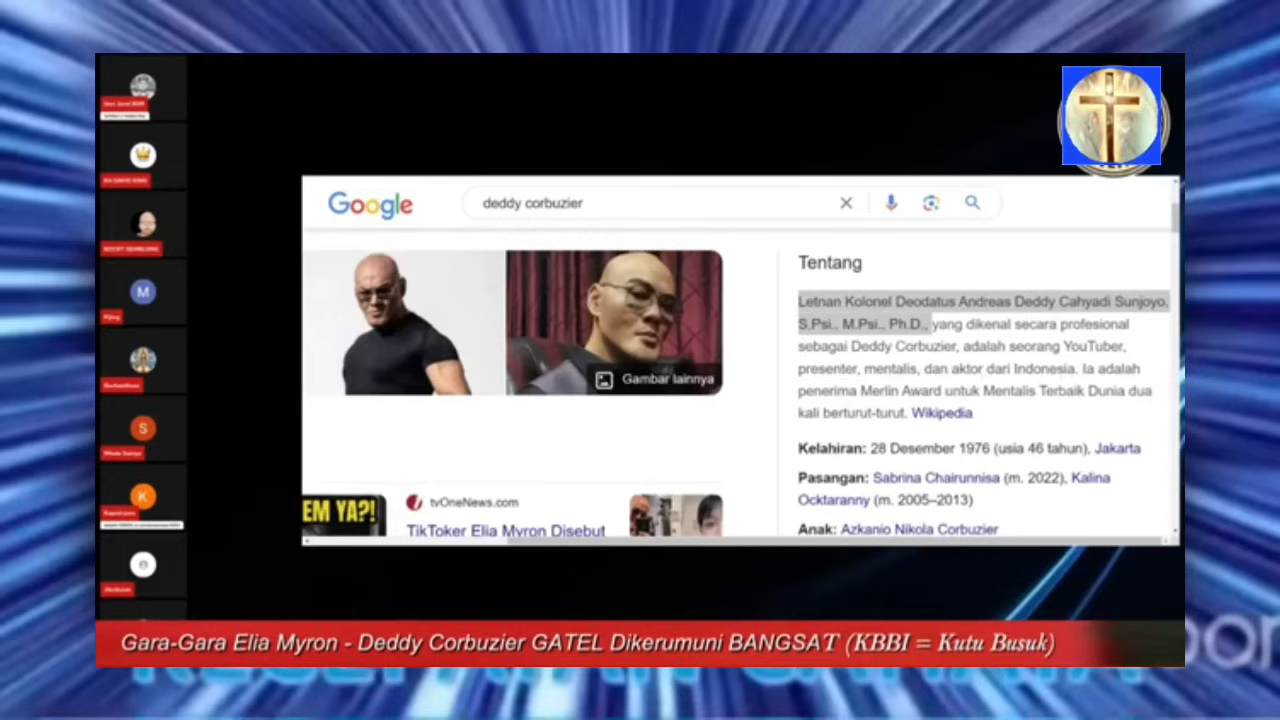 Google
deddy corbuzier
Tentang
Letnan Kolonel Deodatus Andreas Deddy Cahyadi Sunjoyo,
S.Psi., M.Psi., Ph.D., yang dikenal secara profesional
sebagai Deddy Corbuzier, adalah seorang YouTuber,
presenter, mentalis, dan aktor dari Indonesia. Ia adalah
penerima Merlin Award untuk Mentalis Terbaik Dunia dua
kali berturut-turut. Wikipedia
Gambar lainnya
Kelahiran: 28 Desember 1976 (usia 46 tahun), Jakarta
Pasangan: Sabrina Chairunnisa (m. 2022), Kalina
Ocktaranny (m. 2005–2013)
Anak: Azkanio Nikola Corbuzier
EM YA?!
tvOneNews.com
TikToker Elia Myron Disebut
M
S
K
Gara-Gara Elia Myron - Deddy Corbuzier GATEL Dikerumuni BANGSAT (KBBI = Kutu Busuk)